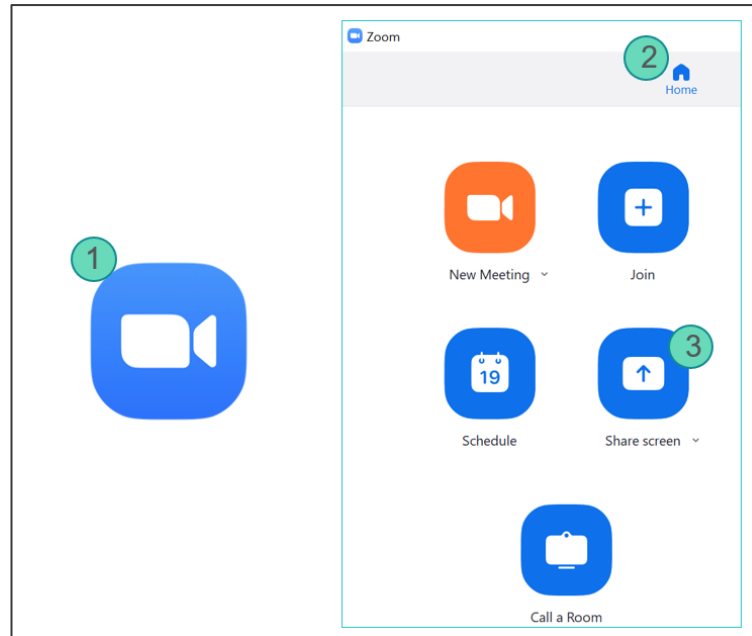 1
Zoom
2
Home
New Meeting
Join
19
3
Schedule
Share screen
Call a Room